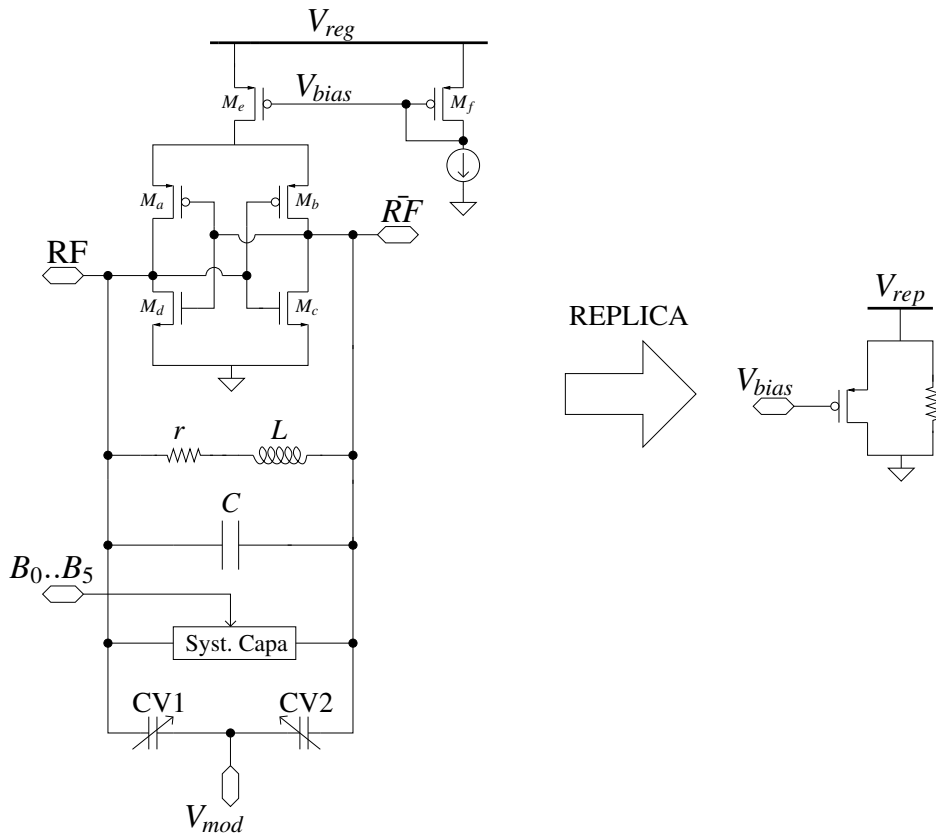 V_reg
M_e
V_bias
M_f
M_a
M_b
R̄F
RF
M_d
M_c
REPLICA
V_rep
V_bias
r
L
C
B_0..B_5
Syst. Capa
CV1
CV2
V_mod